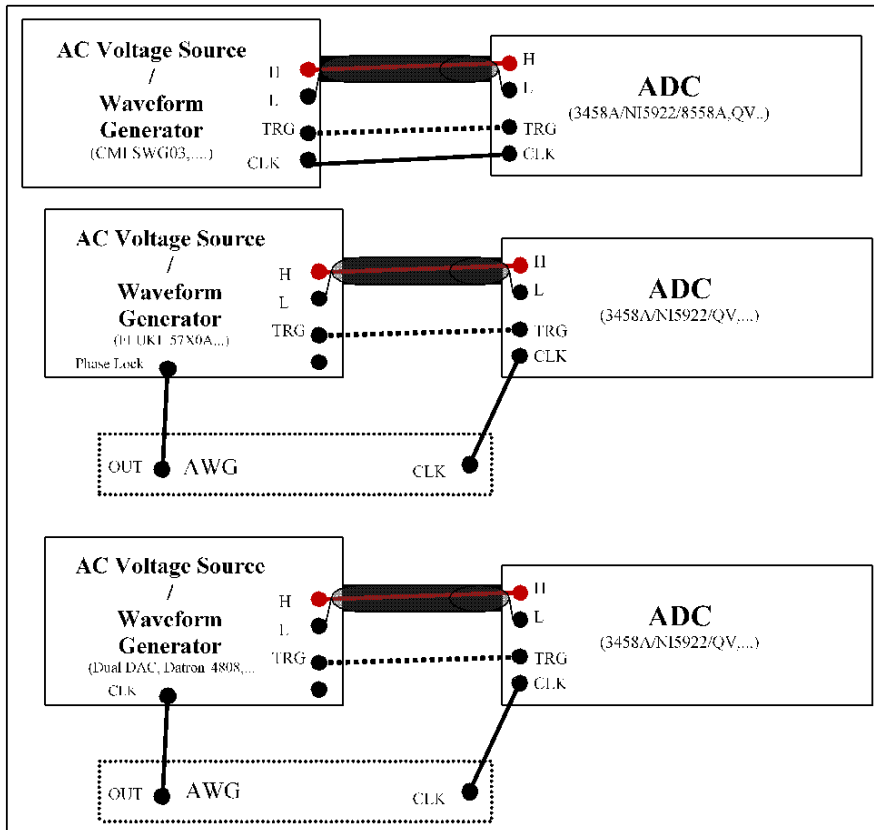 AC Voltage Source
/
Waveform
Generator
(CMI SWG03,....)
H
L
TRG
CLK
H
L
TRG
CLK
ADC
(3458A/NI5922/8558A,QV..)
AC Voltage Source
/
Waveform
Generator
(FLUKE 57X0A...)
Phase Lock
H
L
TRG
H
L
TRG
CLK
ADC
(3458A/NI5922/QV,...)
OUT
AWG
CLK
AC Voltage Source
/
Waveform
Generator
(Dual DAC, Datron 4808,...
CLK
H
L
TRG
H
L
TRG
CLK
ADC
(3458A/NI5922/QV,...)
OUT
AWG
CLK